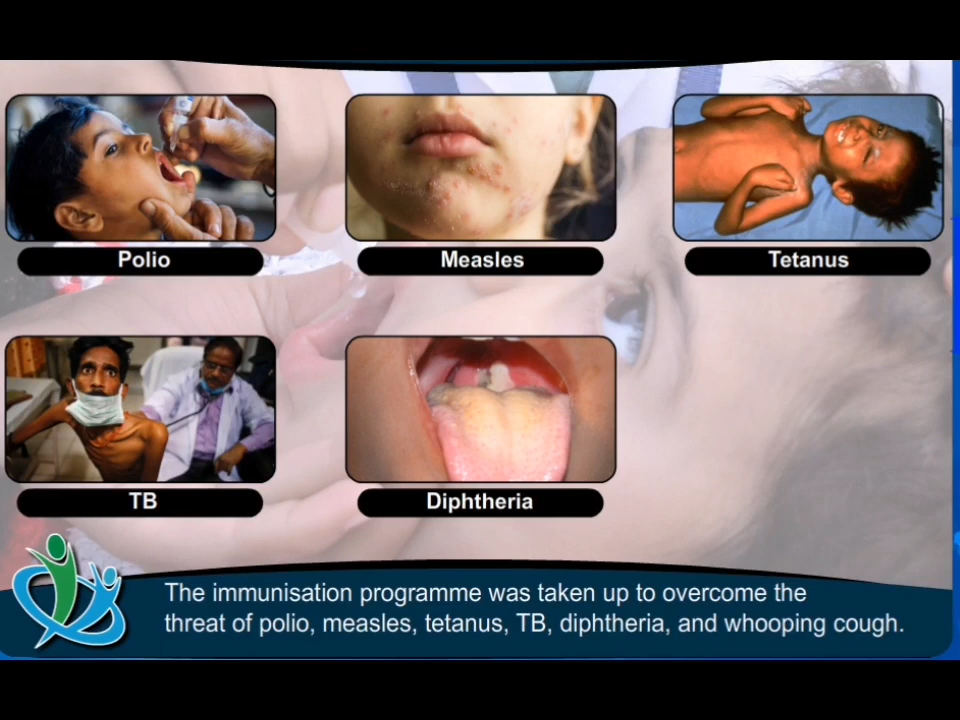 Polio
Measles
Tetanus
TB
Diphtheria
The immunisation programme was taken up to overcome the
threat of polio, measles, tetanus, TB, diphtheria, and whooping cough.